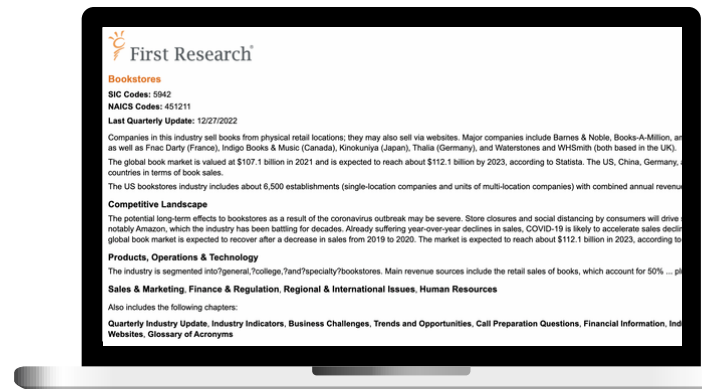 First Research®
Bookstores
SIC Codes: 5942
NAICS Codes: 451211
Last Quarterly Update: 12/27/2022
Companies in this industry sell books from physical retail locations; they may also sell via websites. Major companies include Barnes & Noble, Books-A-Million,
as well as Fnac Darty (France), Indigo Books & Music (Canada), Kinokuniya (Japan), Thalia (Germany), and Waterstones and WHSmith (both based in the UK).
The global book market is valued at $107.1 billion in 2021 and is expected to reach about $112.1 billion by 2023, according to Statista. The US, China, Germany,
countries in terms of book sales.
The US bookstores industry includes about 6,500 establishments (single-location companies and units of multi-location companies) with combined annual
Competitive Landscape
The potential long-term effects to bookstores as a result of the coronavirus outbreak may be severe. Store closures and social distancing by consumers will drive
notably Amazon, which the industry has been battling for decades. Already suffering year-over-year declines in sales, COVID-19 is likely to accelerate sales
global book market is expected to recover after a decrease in sales from 2019 to 2020. The market is expected to reach about $112.1 billion in 2023, according to
Products, Operations & Technology
The industry is segmented into?general,?college,?and?specialty?bookstores. Main revenue sources include the retail sales of books, which account for 50% ...
Sales & Marketing, Finance & Regulation, Regional & International Issues, Human Resources
Also includes the following chapters:
Quarterly Industry Update, Industry Indicators, Business Challenges, Trends and Opportunities, Call Preparation Questions, Financial Information,
Websites, Glossary of Acronyms